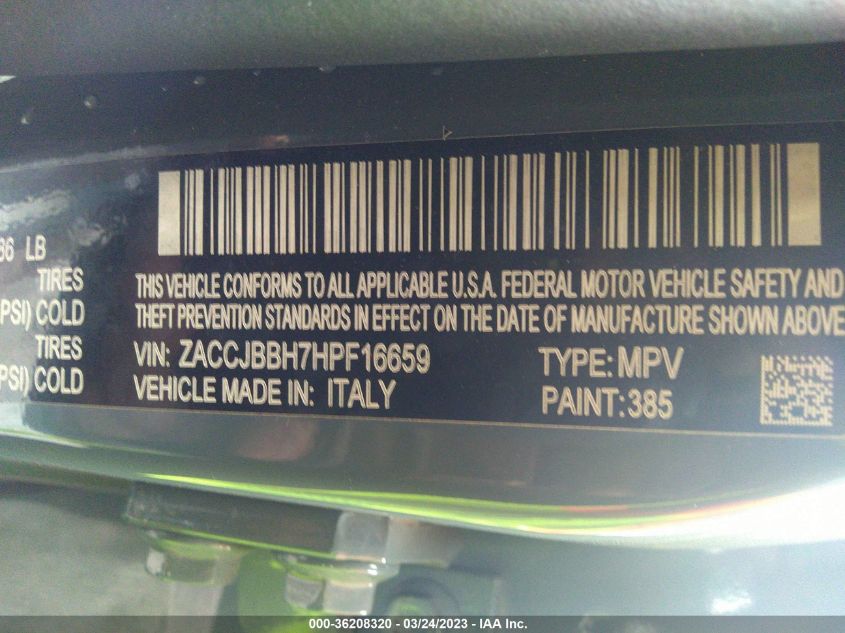 86 LB
TIRES
PSI) COLD
TIRES
PSI) COLD
THIS VEHICLE CONFORMS TO ALL APPLICABLE U.S.A. FEDERAL MOTOR VEHICLE SAFETY AND
THEFT PREVENTION STANDARDS IN EFFECT ON THE DATE OF MANUFACTURE SHOWN ABOVE
VIN: ZACCJBBH7HPF16659
TYPE: MPV
VEHICLE MADE IN: ITALY
PAINT: 385
000-36208320 — 03/24/2023 — IAA Inc.